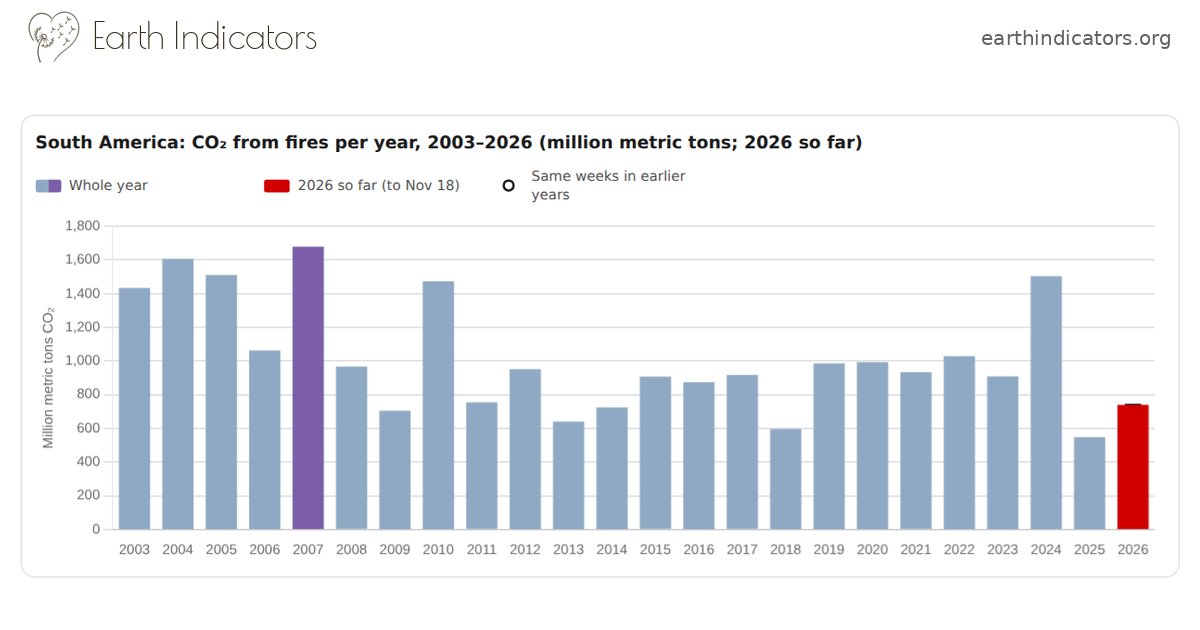 Earth Indicators
earthindicators.org
South America: CO₂ from fires per year, 2003–2026 (million metric tons; 2026 so far)
Whole year
2026 so far (to Nov 18)
Same weeks in earlier
years
Million metric tons CO₂
1,800
1,600
1,400
1,200
1,000
800
600
400
200
0
2003 2004 2005 2006 2007 2008 2009 2010 2011 2012 2013 2014 2015 2016 2017 2018 2019 2020 2021 2022 2023 2024 2025 2026